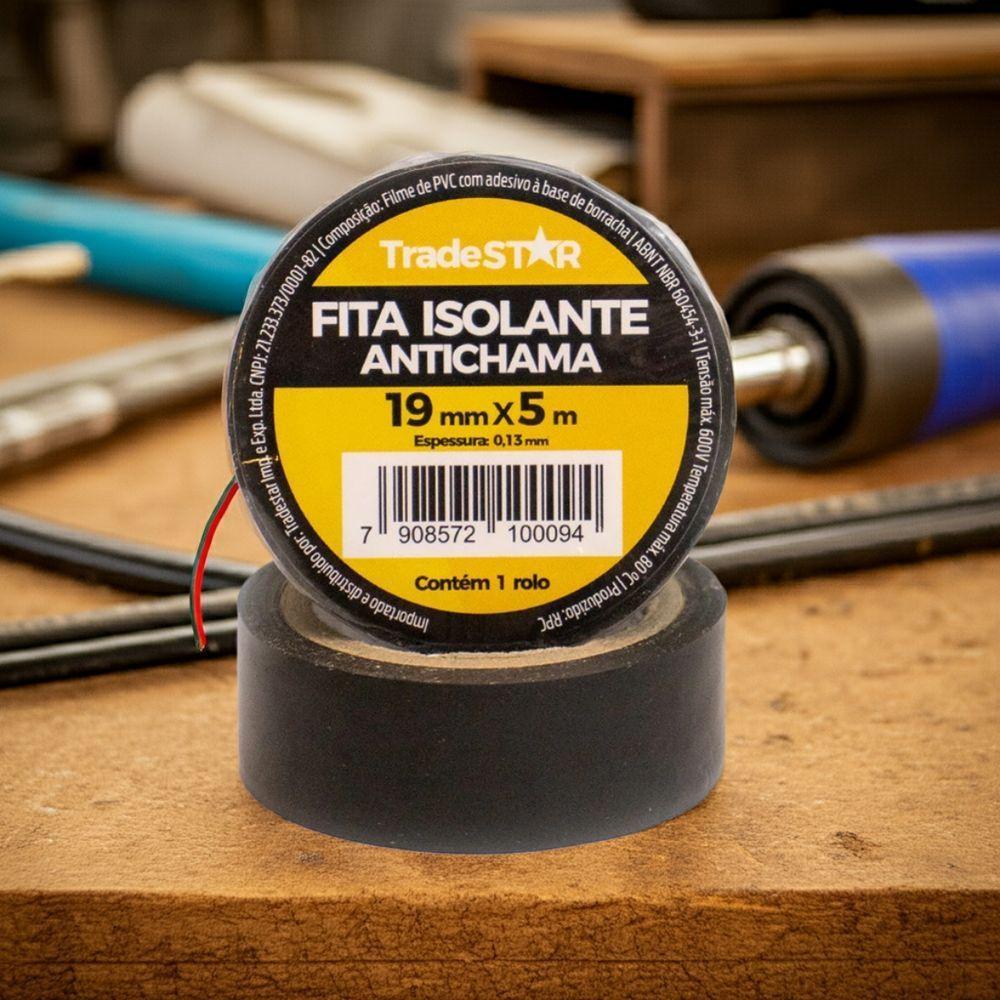 TradeSTAR
FITA ISOLANTE
ANTICHAMA
19 mm X 5 m
Espessura: 0,13 mm
7 908572 100094
Contém 1 rolo
Importado e distribuído por: Tradestar Imp. e Exp. Ltda. CNPJ: 21.233.373/0001-82 | Composição: Filme de PVC com adesivo à base de borracha | ABNT NBR 60454-3-1 | Tensão máx. 600V Temperatura máx. 80 °C | Produzido: RPC